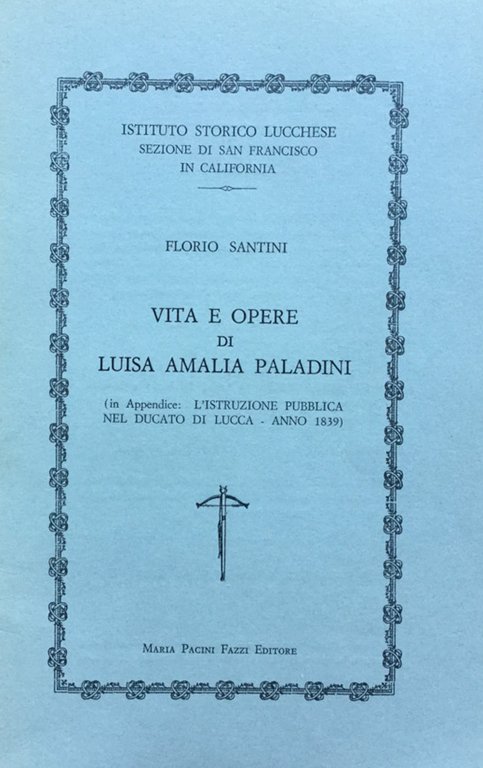 ISTITUTO STORICO LUCCHESE
SEZIONE DI SAN FRANCISCO
IN CALIFORNIA
FLORIO SANTINI
VITA E OPERE
DI
LUISA AMALIA PALADINI
(in Appendice: L'ISTRUZIONE PUBBLICA
NEL DUCATO DI LUCCA - ANNO 1839)
MARIA PACINI FAZZI EDITORE